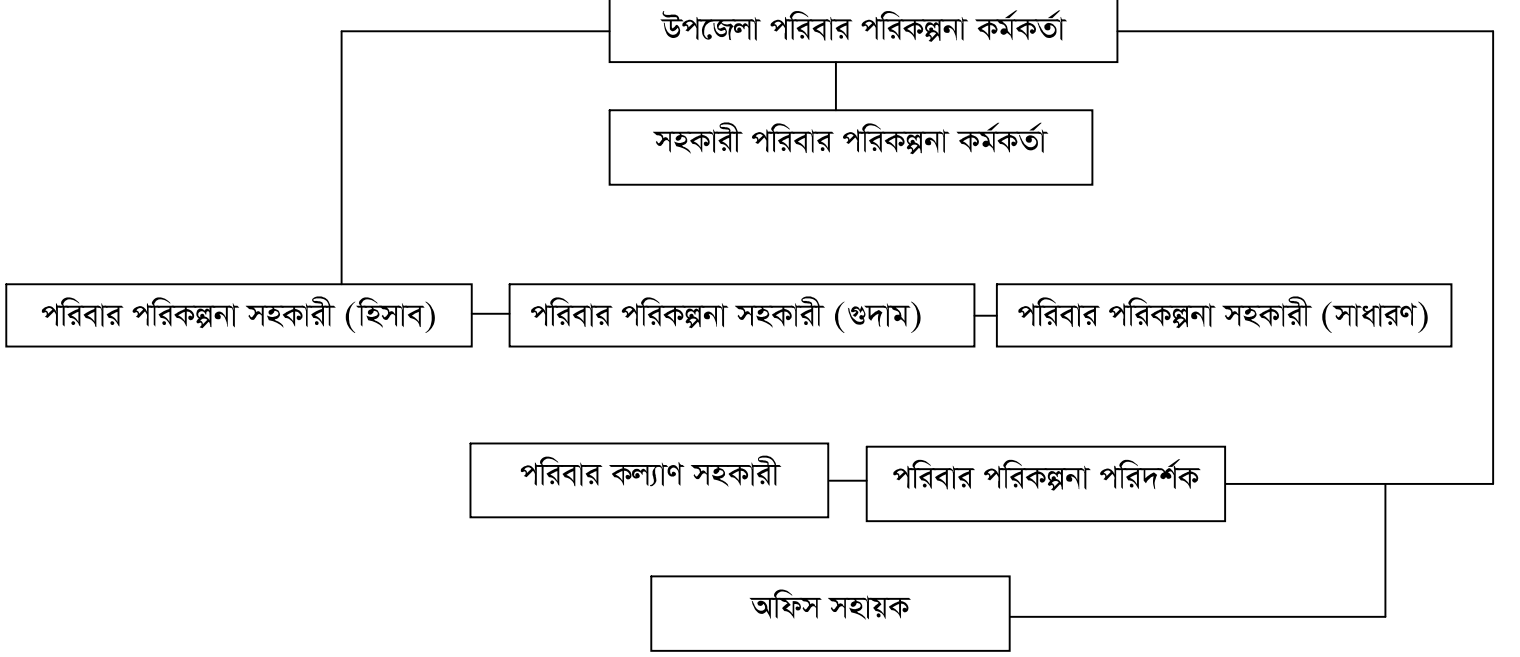 উপজেলা পরিবার পরিকল্পনা কর্মকর্তা
সহকারী পরিবার পরিকল্পনা কর্মকর্তা
পরিবার পরিকল্পনা সহকারী (হিসাব)
পরিবার পরিকল্পনা সহকারী (গুদাম)
পরিবার পরিকল্পনা সহকারী (সাধারণ)
পরিবার কল্যাণ সহকারী
পরিবার পরিকল্পনা পরিদর্শক
অফিস সহায়ক